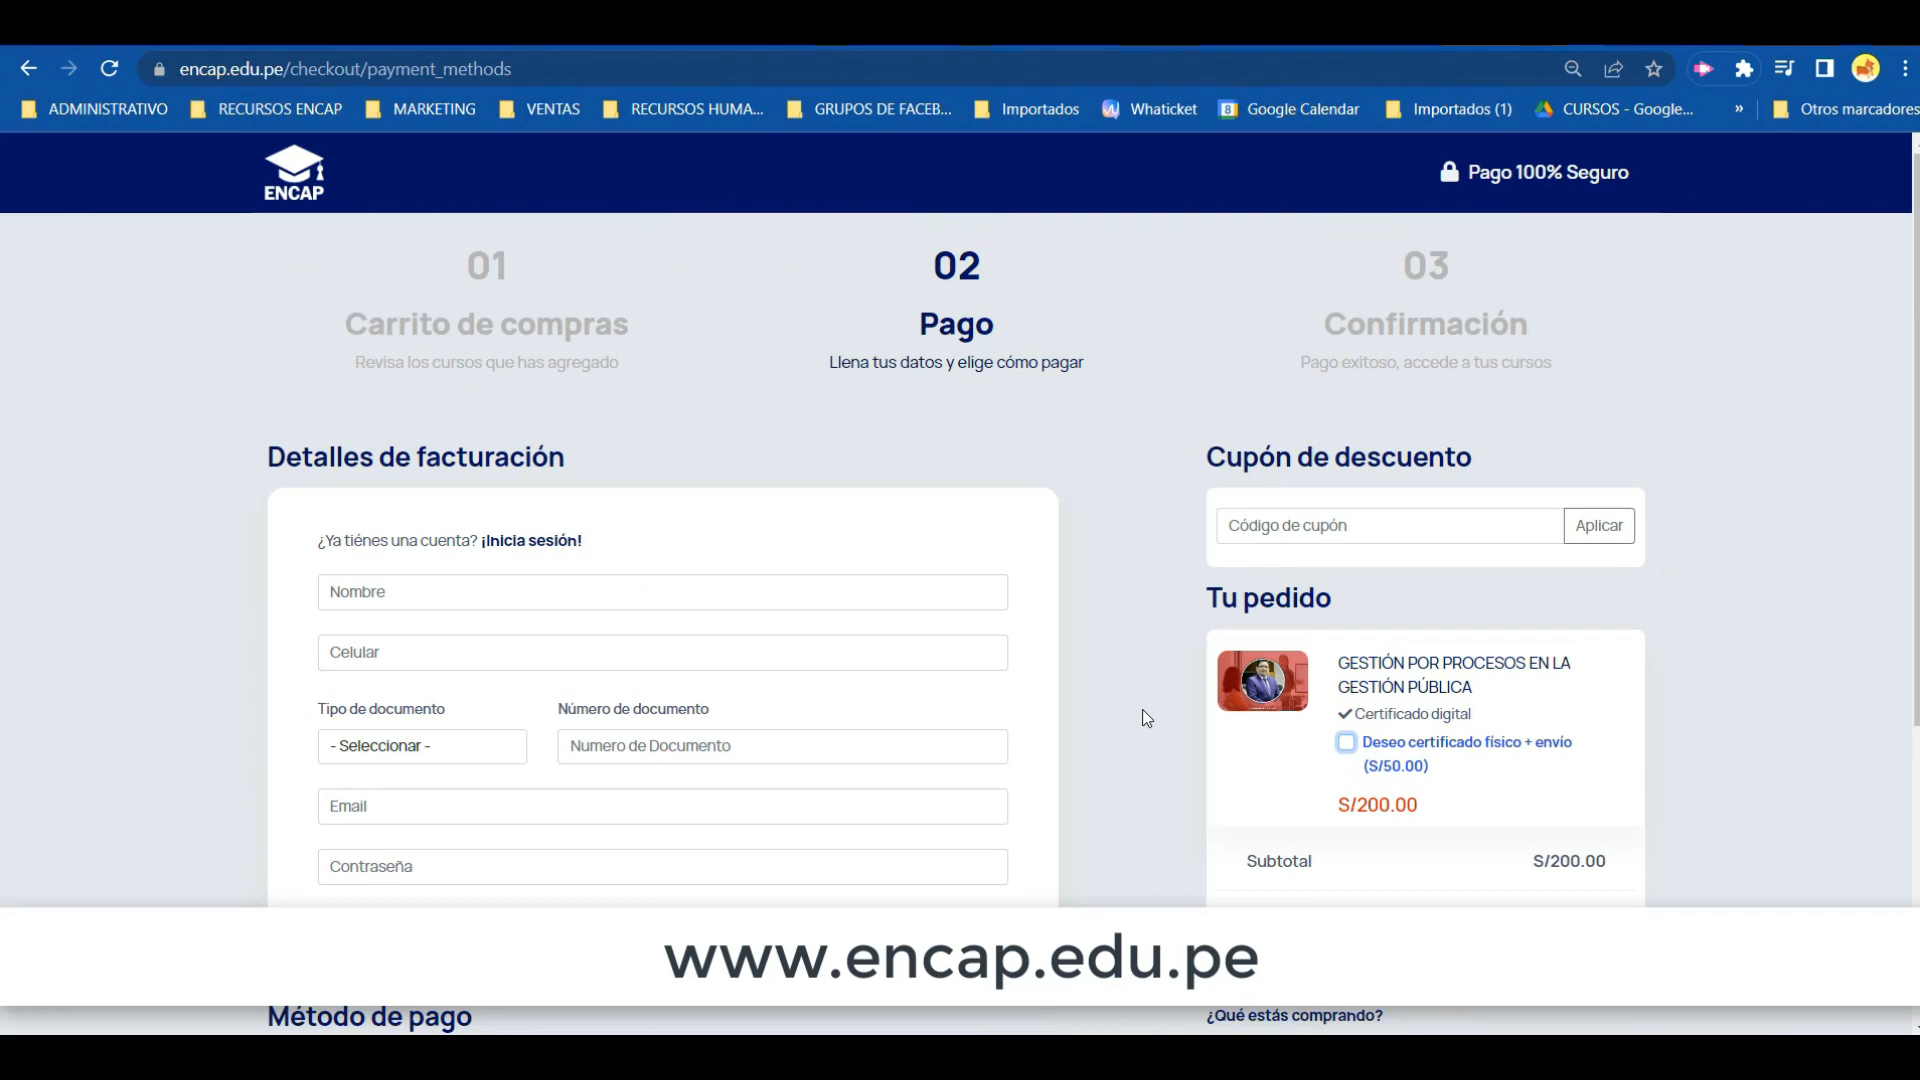 encap.edu.pe/checkout/payment_methods
ADMINISTRATIVO
RECURSOS ENCAP
MARKETING
VENTAS
RECURSOS HUMA...
GRUPOS DE FACEB...
Importados
Whaticket
8
Google Calendar
Importados (1)
CURSOS - Google...
»
Otros marcadores
ENCAP
Pago 100% Seguro
01
Carrito de compras
Revisa los cursos que has agregado
02
Pago
Llena tus datos y elige cómo pagar
03
Confirmación
Pago exitoso, accede a tus cursos
Detalles de facturación
¿Ya tiénes una cuenta? ¡Inicia sesión!
Nombre
Celular
Tipo de documento
Número de documento
- Seleccionar -
Numero de Documento
Email
Contraseña
Cupón de descuento
Código de cupón
Aplicar
Tu pedido
GESTIÓN POR PROCESOS EN LA
GESTIÓN PÚBLICA
Certificado digital
Deseo certificado físico + envío
(S/50.00)
S/200.00
Subtotal
S/200.00
www.encap.edu.pe
Método de pago
¿Qué estás comprando?